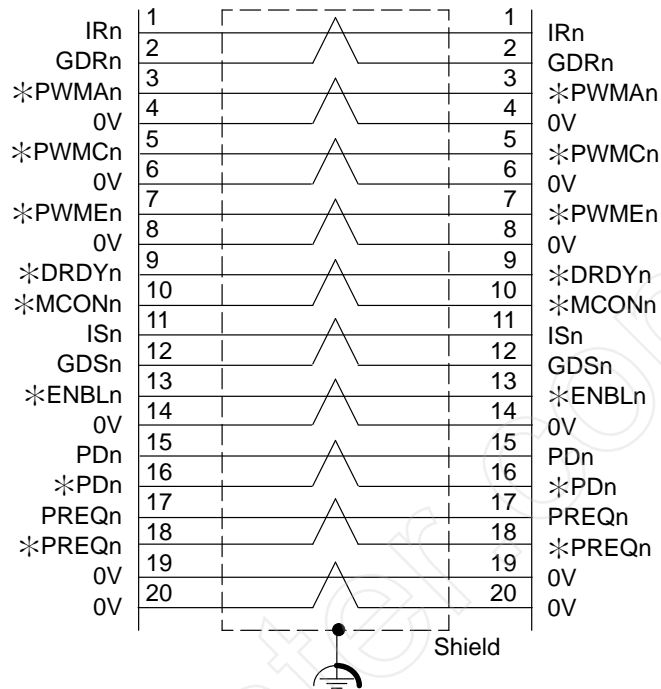 IRn 1 1 IRn
GDRn 2 2 GDRn
✳PWMAn 3 3 ✳PWMAn
0V 4 4 0V
✳PWMCn 5 5 ✳PWMCn
0V 6 6 0V
✳PWMEn 7 7 ✳PWMEn
0V 8 8 0V
✳DRDYn 9 9 ✳DRDYn
✳MCONn 10 10 ✳MCONn
ISn 11 11 ISn
GDSn 12 12 GDSn
✳ENBLn 13 13 ✳ENBLn
0V 14 14 0V
PDn 15 15 PDn
✳PDn 16 16 ✳PDn
PREQn 17 17 PREQn
✳PREQn 18 18 ✳PREQn
0V 19 19 0V
0V 20 20 0V
Shield